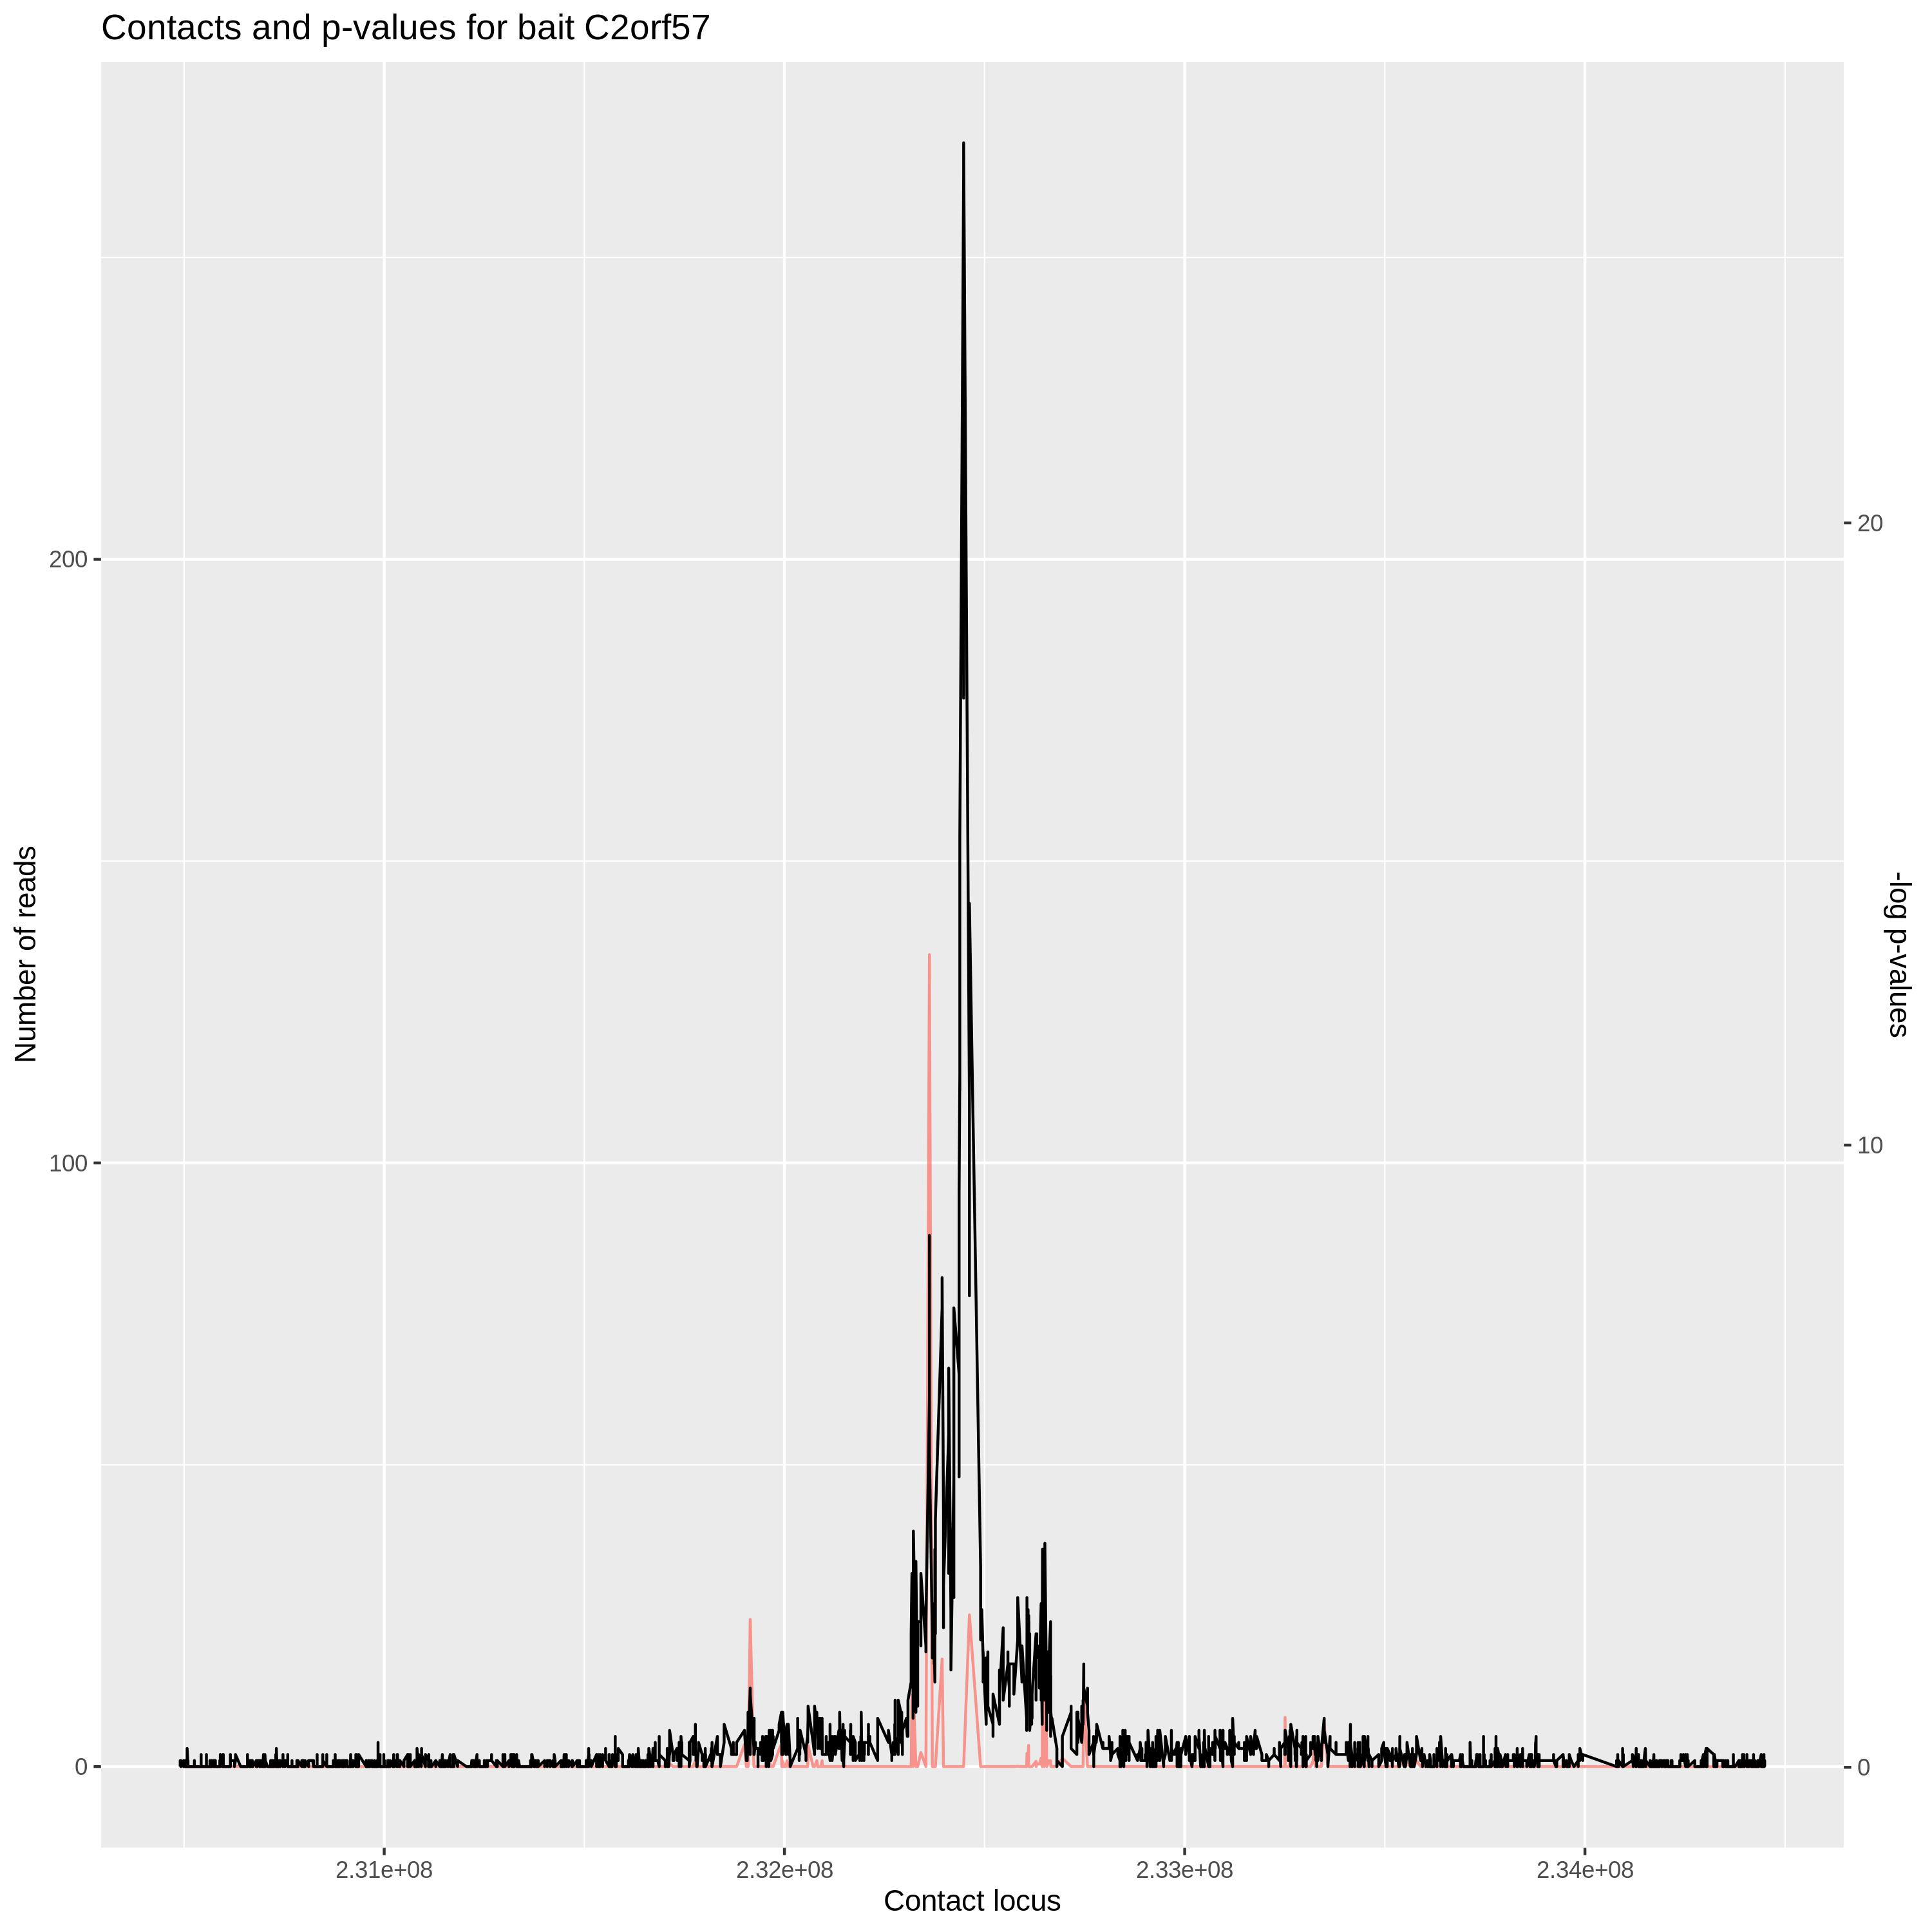 Contacts and p-values for bait C2orf57
Number of reads
200
100
0
20
10
0
-log p-values
2.31e+08
2.32e+08
2.33e+08
2.34e+08
Contact locus